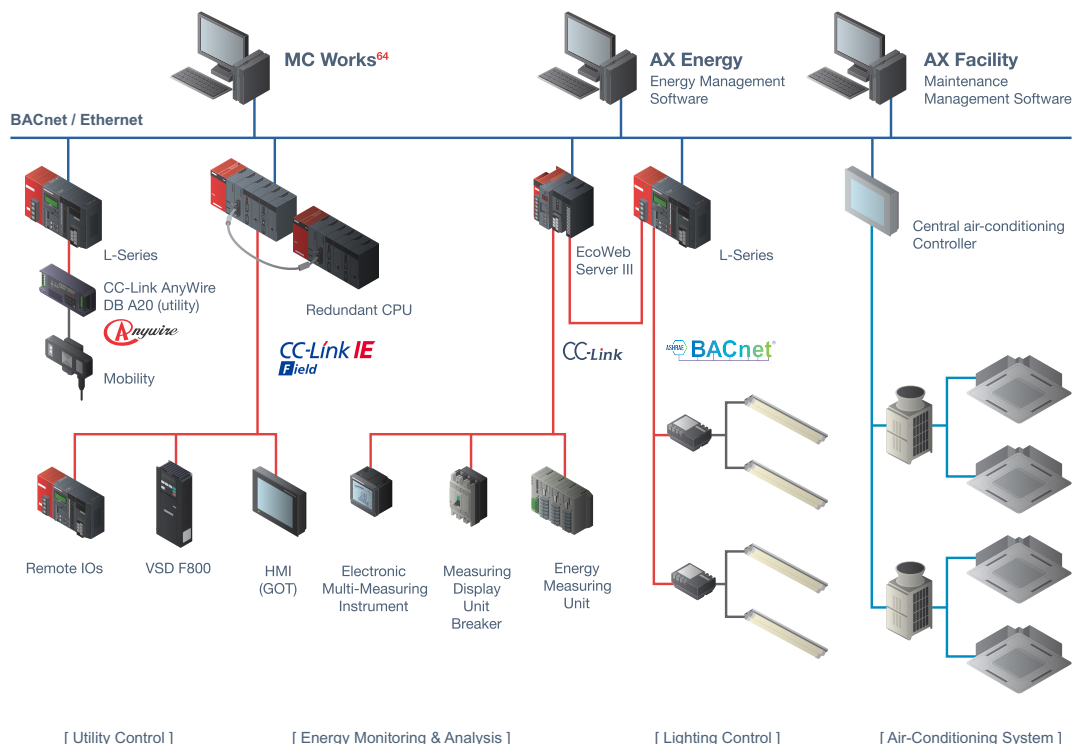 MC Works64
AX Energy
Energy Management
Software
AX Facility
Maintenance
Management Software
BACnet / Ethernet
L-Series
CC-Link AnyWire
DB A20 (utility)
Anywire
Mobility
Redundant CPU
CC-Link IE
Field
EcoWeb
Server III
CC-Link
L-Series
ASHRAE BACnet®
Central air-conditioning
Controller
Remote IOs
VSD F800
HMI
(GOT)
Electronic
Multi-Measuring
Instrument
Measuring
Display
Unit
Breaker
Energy
Measuring
Unit
[ Utility Control ]
[ Energy Monitoring & Analysis ]
[ Lighting Control ]
[ Air-Conditioning System ]